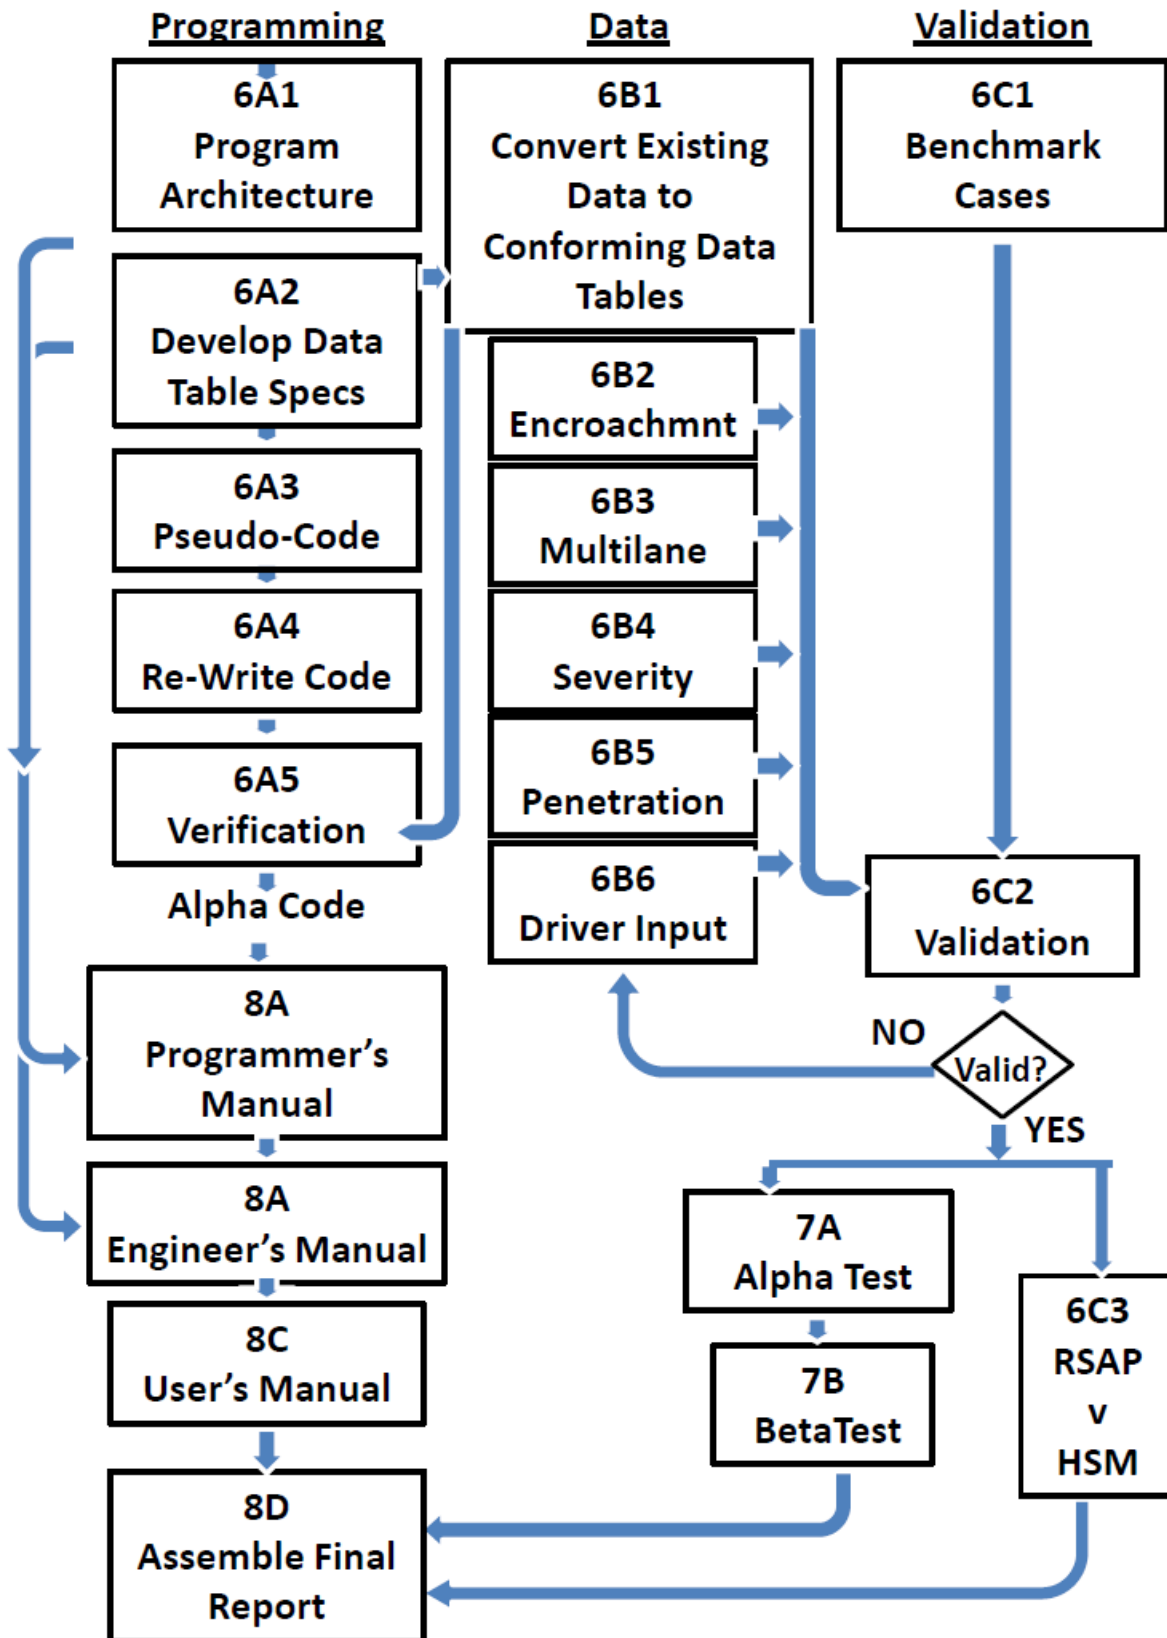 Programming
Data
Validation
6A1
Program
Architecture
6B1
Convert Existing
Data to
Conforming Data
Tables
6C1
Benchmark
Cases
6A2
Develop Data
Table Specs
6B2
Encroachmnt
6A3
Pseudo-Code
6B3
Multilane
6A4
Re-Write Code
6B4
Severity
6A5
Verification
6B5
Penetration
Alpha Code
6B6
Driver Input
6C2
Validation
8A
Programmer's
Manual
NO
Valid?
YES
8A
Engineer's Manual
7A
Alpha Test
6C3
RSAP
v
HSM
8C
User's Manual
7B
BetaTest
8D
Assemble Final
Report